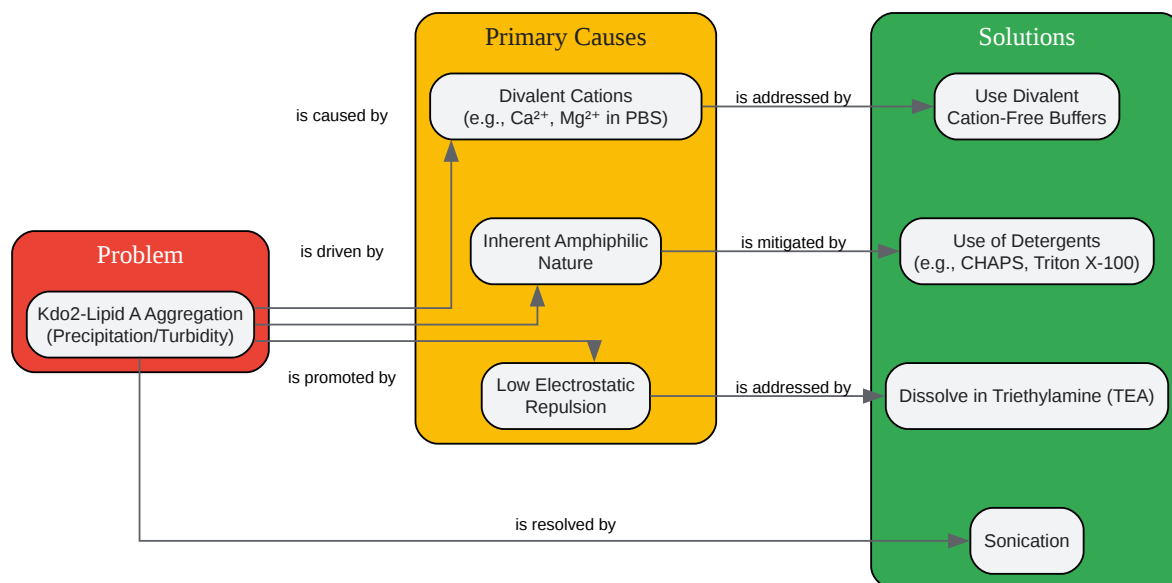 Primary Causes
Solutions
Divalent Cations
(e.g., Ca²⁺, Mg²⁺ in PBS)
is addressed by
Use Divalent
Cation-Free Buffers
is caused by
Problem
is driven by
Inherent Amphiphilic
Nature
is mitigated by
Use of Detergents
(e.g., CHAPS, Triton X-100)
Kdo2-Lipid A Aggregation
(Precipitation/Turbidity)
is promoted by
Low Electrostatic
Repulsion
is addressed by
Dissolve in Triethylamine (TEA)
is resolved by
Sonication